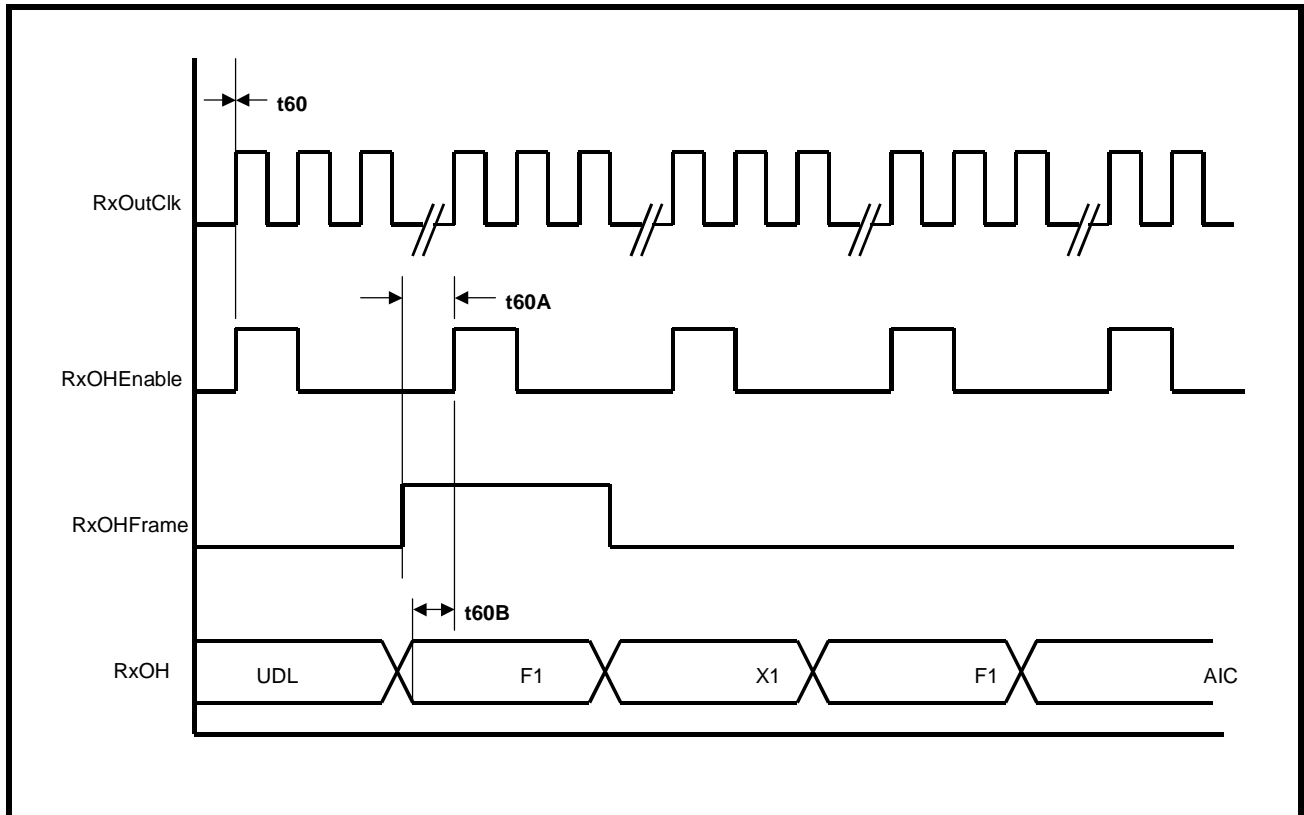 t60
RxOutClk
t60A
RxOHEnable
RxOHFrame
t60B
RxOH UDL F1 X1 F1 AIC